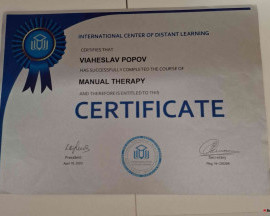 INTERNATIONAL CENTER OF DISTANT LEARNING
CERTIFIES THAT
VIAHESLAV POPOV
HAS SUCCESSFULLY COMPLETED THE COURSE OF
MANUAL THERAPY
AND THEREFORE IS ENTITLED TO THIS
CERTIFICATE
President